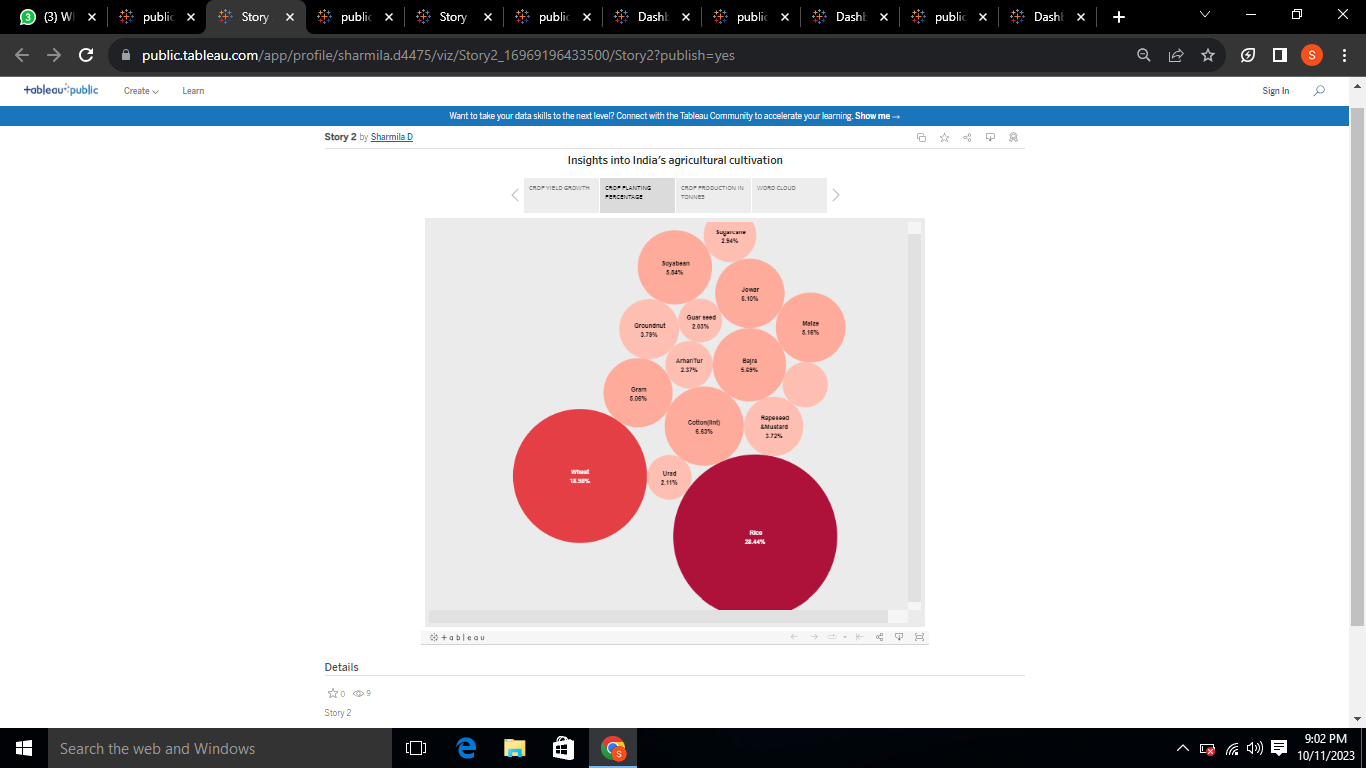 3
(3) W
public
Story
public
Story
public
Dashb
public
Dashb
public
Dashb
public.tableau.com/app/profile/sharmila.d4475/viz/Story2_16969196433500/Story2?publish=yes
S
+ableau+public
Create
Learn
Sign In
Want to take your data skills to the next level? Connect with the Tableau Community to accelerate your learning. Show me →
Story 2 by Sharmila D
Insights into India's agricultural cultivation
CROP YIELD GROWTH
CROP PLANTING
PERCENTAGE
CROP PRODUCTION IN
TONNES
WORD CLOUD
Sugarcane
2.94%
Soyabean
5.84%
Jowar
5.10%
Guar seed
2.03%
Groundnut
3.79%
Maize
5.16%
Arhar/Tur
2.37%
Bajra
5.69%
Gram
5.06%
Cotton(lint)
6.63%
Rapeseed
&Mustard
3.72%
Wheat
18.98%
Urad
2.11%
Rice
28.44%
+ableau
Details
0
9
Story 2
Search the web and Windows
S
9:02 PM
10/11/2023